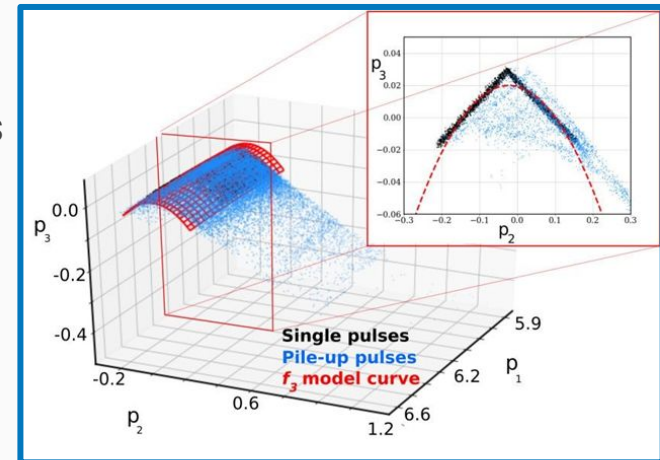 s
0.04
p3
0.02
0.00
−0.02
−0.04
−0.06
−0.3
−0.2
−0.1
0.0
0.1
0.2
0.3
p2
0.0
p3
-0.2
-0.4
-0.2
p2
0.6
1.2
5.9
p1
6.2
6.6
Single pulses
Pile-up pulses
f3 model curve